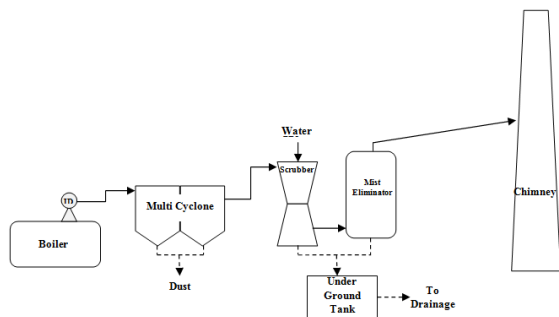 Water
Scrubber
Mist
Eliminator
Chimney
m
Multi Cyclone
Boiler
Dust
Under
Ground
Tank
To
Drainage